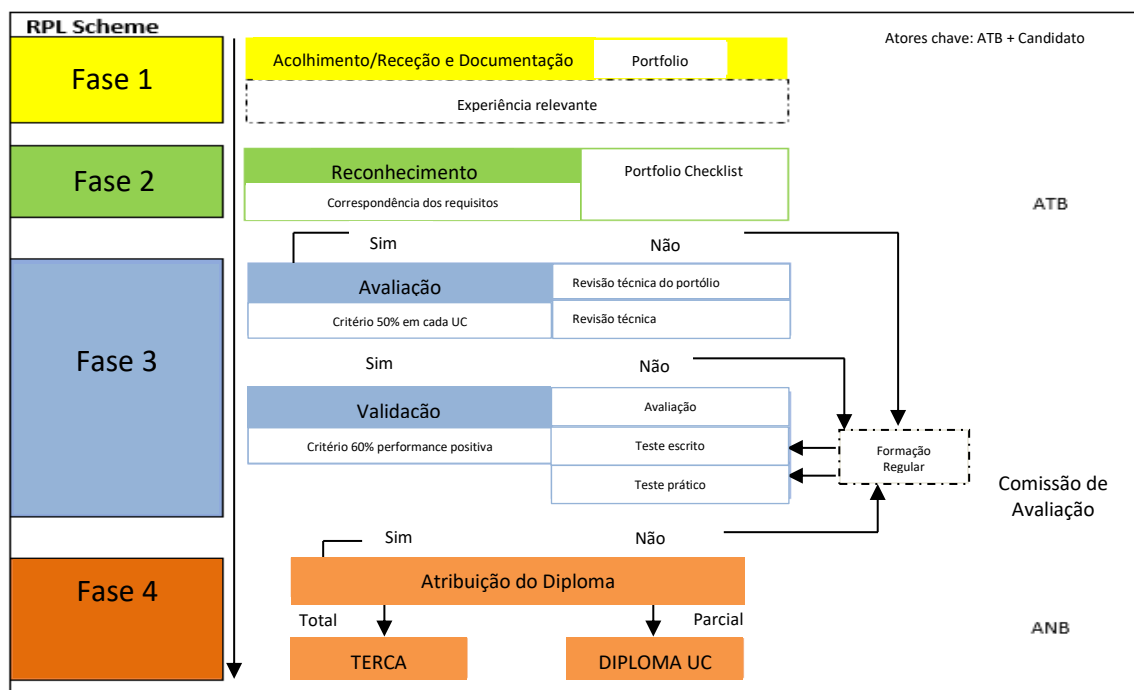 RPL Scheme
Atores chave: ATB + Candidato
Fase 1
Acolhimento/Receção e Documentação
Portfolio
Experiência relevante
Fase 2
Reconhecimento
Portfolio Checklist
Correspondência dos requisitos
ATB
Sim
Não
Fase 3
Avaliação
Revisão técnica do portólio
Critério 50% em cada UC
Revisão técnica
Sim
Não
Validacão
Avaliação
Critério 60% performance positiva
Teste escrito
Teste prático
Formação
Regular
Comissão de
Avaliação
Sim
Não
Fase 4
Atribuição do Diploma
Total
Parcial
ANB
TERCA
DIPLOMA UC